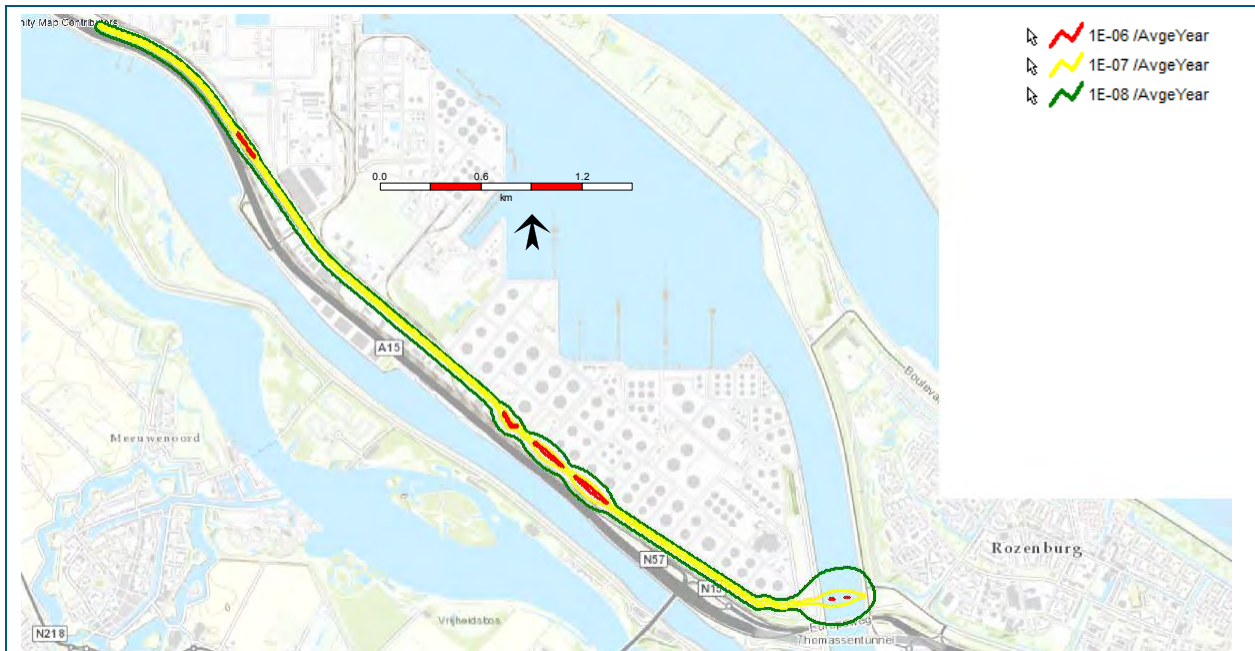 nity Map Contributors
1E-06 /AvgeYear
1E-07 /AvgeYear
1E-08 /AvgeYear
0.0 0.6 1.2
km
A15
Meeuwenoord
Rozenburg
N57
N15
Vrijheidsbos
N218
Thomassentunnel